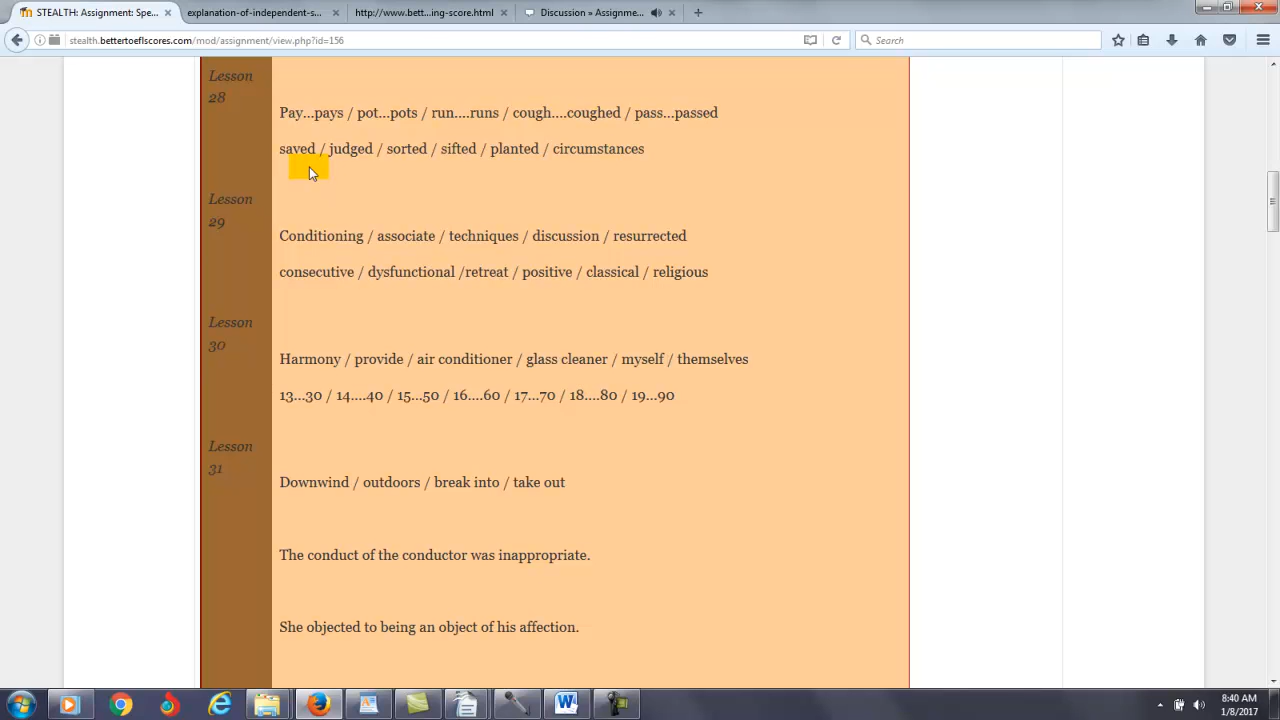 STEALTH: Assignment: Spe...
explanation-of-independent-s...
http://www.bett...ing-score.html
Discussion » Assignme...
stealth.bettertoeflscores.com/mod/assignment/view.php?id=156
Search
Lesson
28
Pay...pays / pot...pots / run....runs / cough....coughed / pass...passed
saved / judged / sorted / sifted / planted / circumstances
Lesson
29
Conditioning / associate / techniques / discussion / resurrected
consecutive / dysfunctional /retreat / positive / classical / religious
Lesson
30
Harmony / provide / air conditioner / glass cleaner / myself / themselves
13...30 / 14....40 / 15...50 / 16....60 / 17...70 / 18....80 / 19...90
Lesson
31
Downwind / outdoors / break into / take out
The conduct of the conductor was inappropriate.
She objected to being an object of his affection.
8:40 AM
1/8/2017